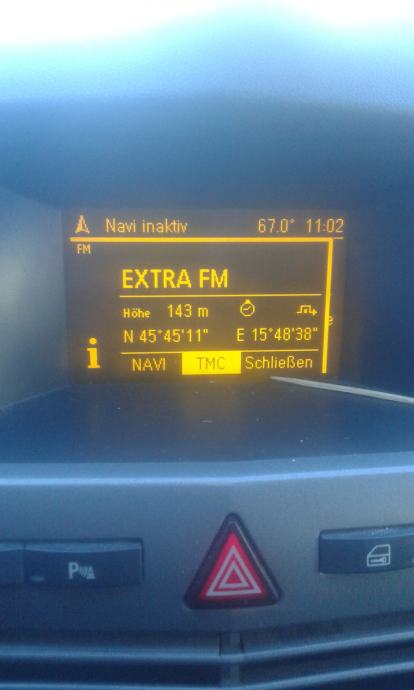 Navi inaktiv 67.0° 11:02
FM
EXTRA FM
Höhe 143 m
e
N 45°45'11" E 15°48'38"
i
NAVI TMC Schließen
P